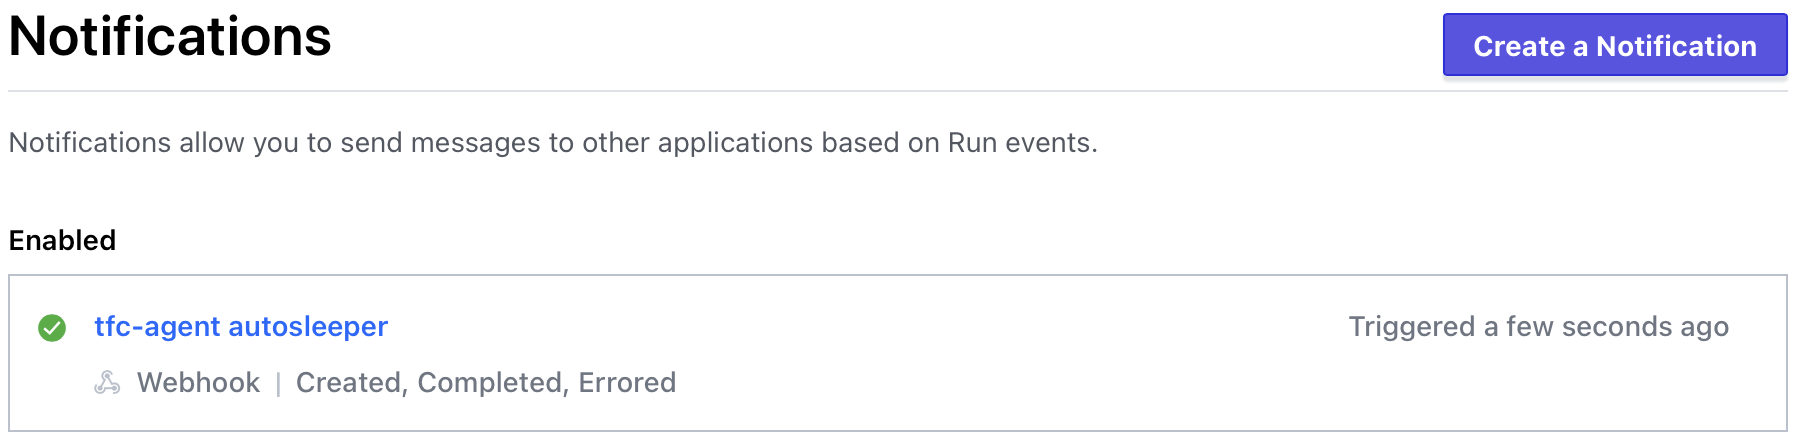 Notifications
Create a Notification
Notifications allow you to send messages to other applications based on Run events.
Enabled
tfc-agent autosleeper
Triggered a few seconds ago
Webhook | Created, Completed, Errored